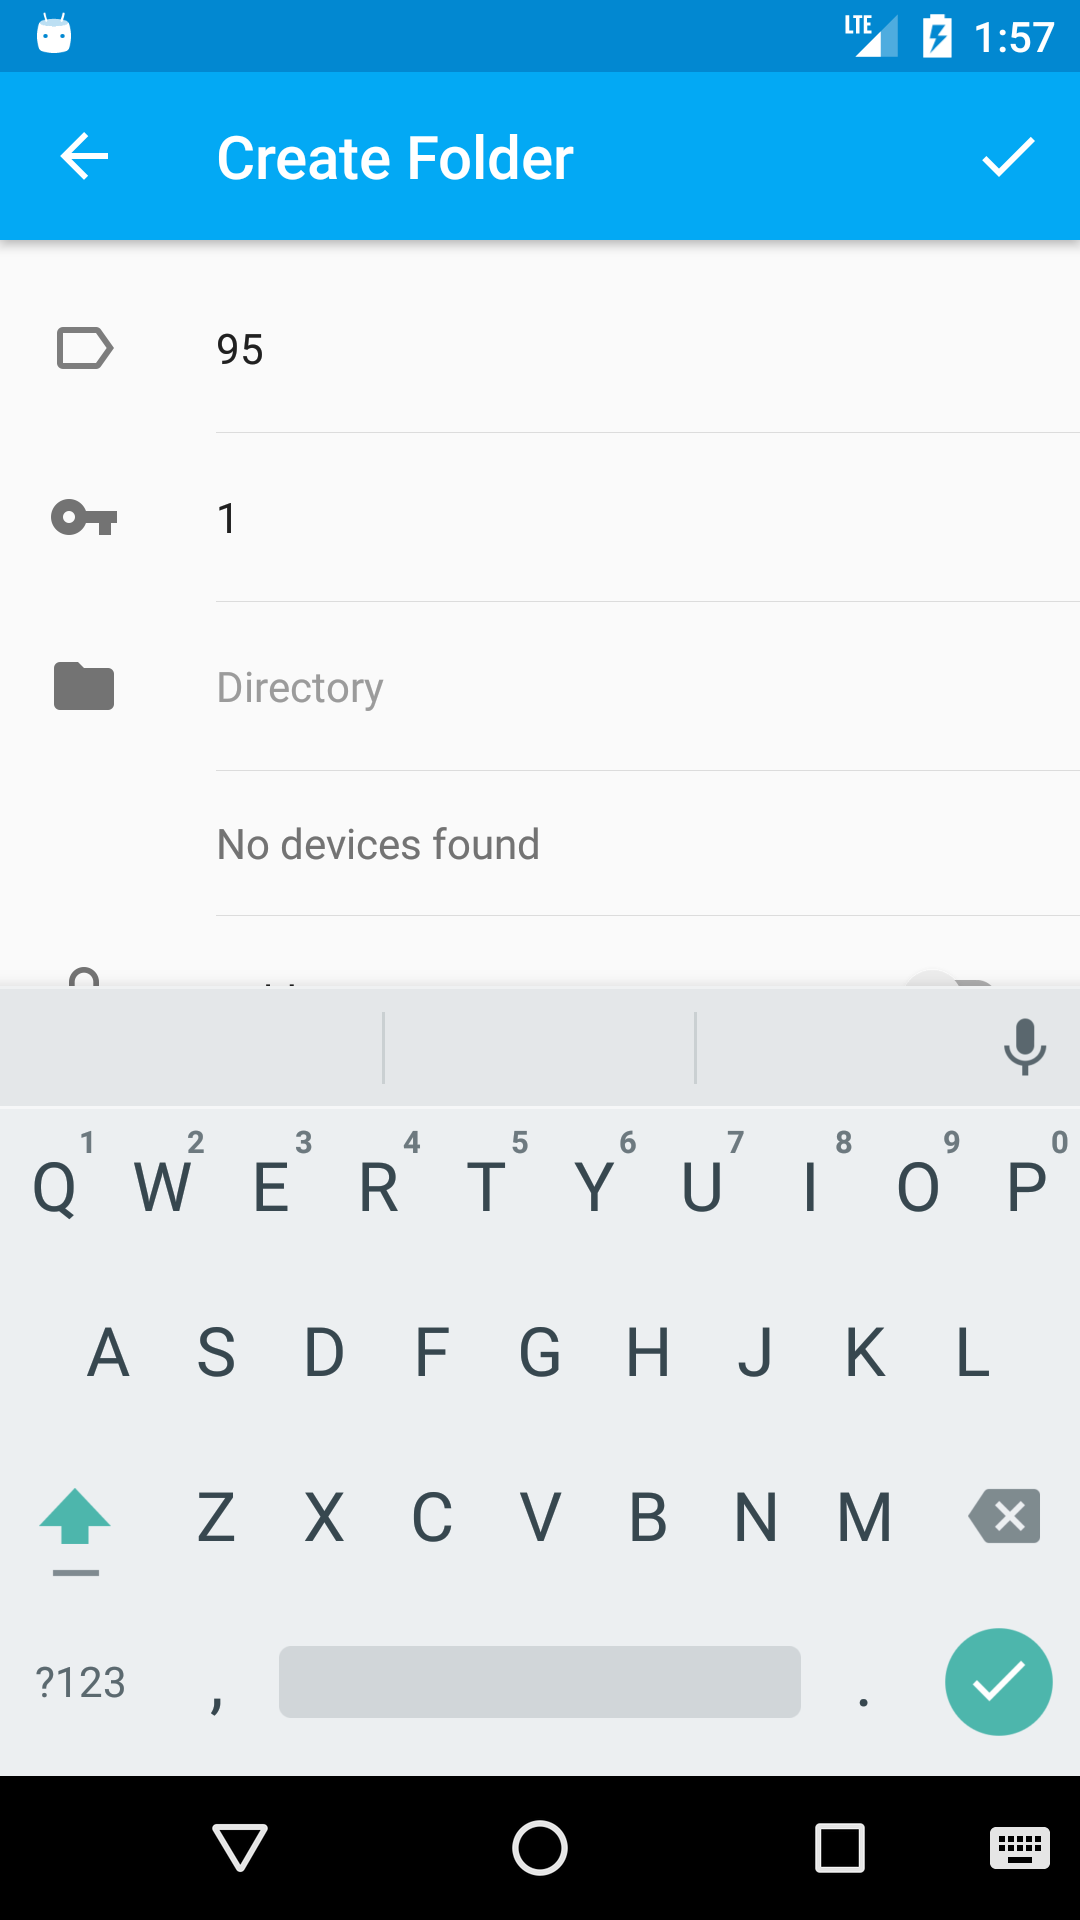 LTE 1:57
Create Folder
95
1
Directory
No devices found
1 2 3 4 5 6 7 8 9 0
Q W E R T Y U I O P
A S D F G H J K L
Z X C V B N M
?123 , .